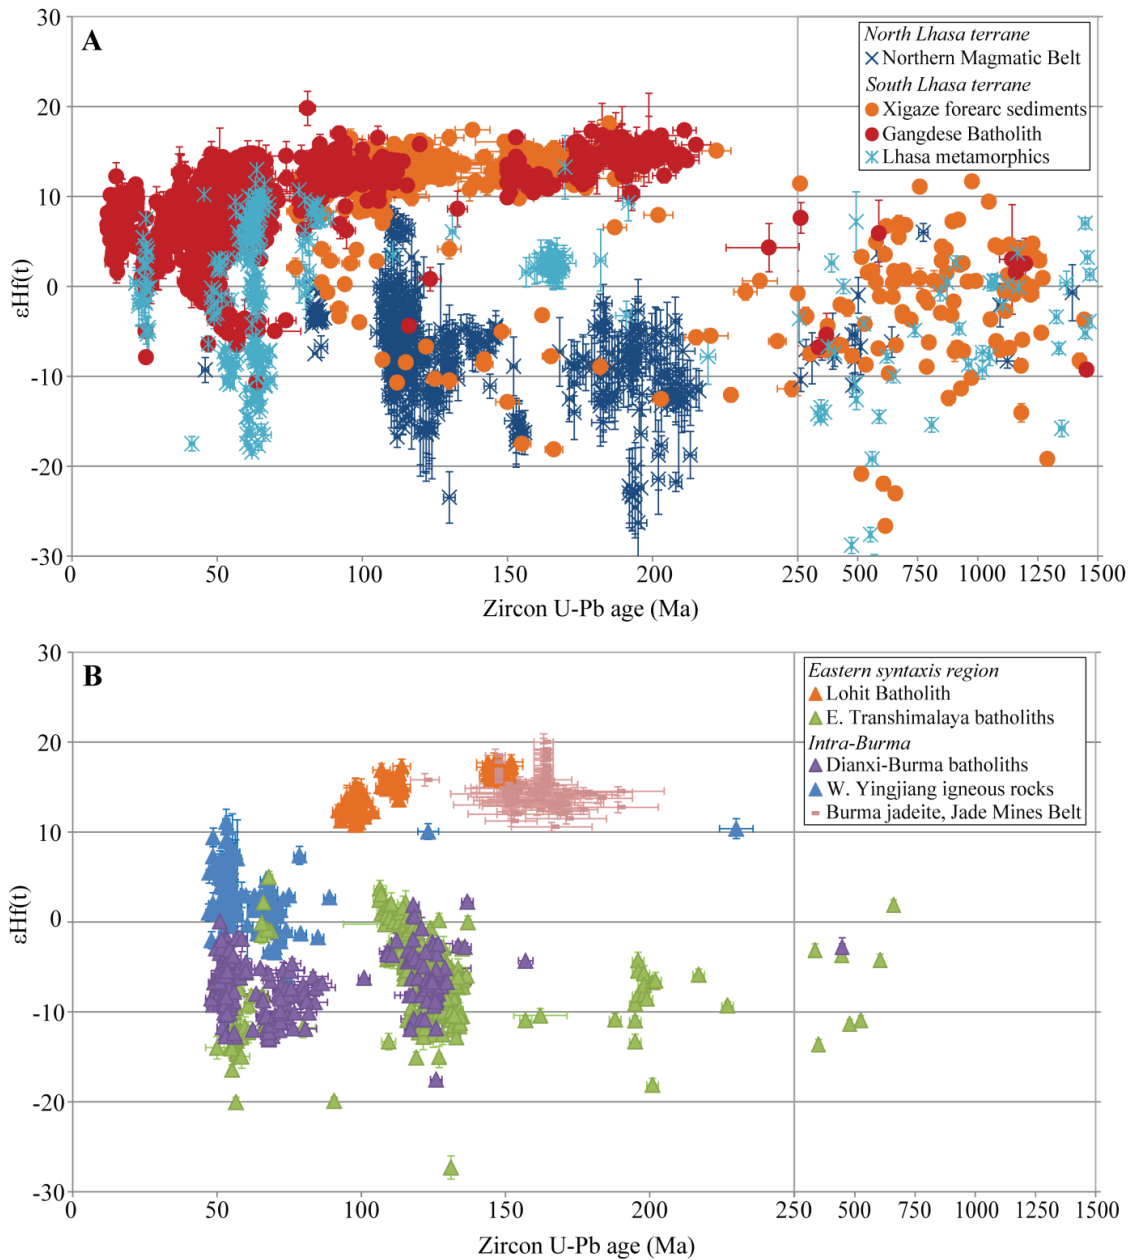 A
30
20
10
0
-10
-20
-30
εHf(t)
North Lhasa terrane
Northern Magmatic Belt
South Lhasa terrane
Xigaze forearc sediments
Gangdese Batholith
Lhasa metamorphics
0 50 100 150 200 250 500 750 1000 1250 1500
Zircon U-Pb age (Ma)
B
30
20
10
0
-10
-20
-30
εHf(t)
Eastern syntaxis region
Lohit Batholith
E. Transhimalaya batholiths
Intra-Burma
Dianxi-Burma batholiths
W. Yingjiang igneous rocks
Burma jadeite, Jade Mines Belt
0 50 100 150 200 250 500 750 1000 1250 1500
Zircon U-Pb age (Ma)